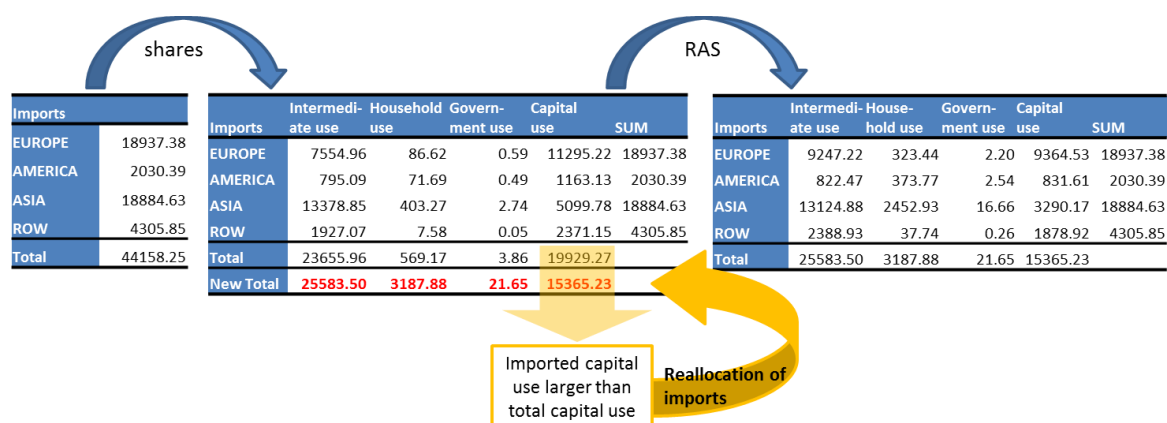 shares
RAS
Imports
EUROPE 18937.38
AMERICA 2030.39
ASIA 18884.63
ROW 4305.85
Total 44158.25
Intermedi- Household Govern- Capital
Imports ate use use ment use use SUM
EUROPE 7554.96 86.62 0.59 11295.22 18937.38
AMERICA 795.09 71.69 0.49 1163.13 2030.39
ASIA 13378.85 403.27 2.74 5099.78 18884.63
ROW 1927.07 7.58 0.05 2371.15 4305.85
Total 23655.96 569.17 3.86 19929.27
New Total 25583.50 3187.88 21.65 15365.23
Intermedi- House- Govern- Capital
Imports ate use hold use ment use use SUM
EUROPE 9247.22 323.44 2.20 9364.53 18937.38
AMERICA 822.47 373.77 2.54 831.61 2030.39
ASIA 13124.88 2452.93 16.66 3290.17 18884.63
ROW 2388.93 37.74 0.26 1878.92 4305.85
Total 25583.50 3187.88 21.65 15365.23
Imported capital
use larger than
total capital use
Reallocation of
imports